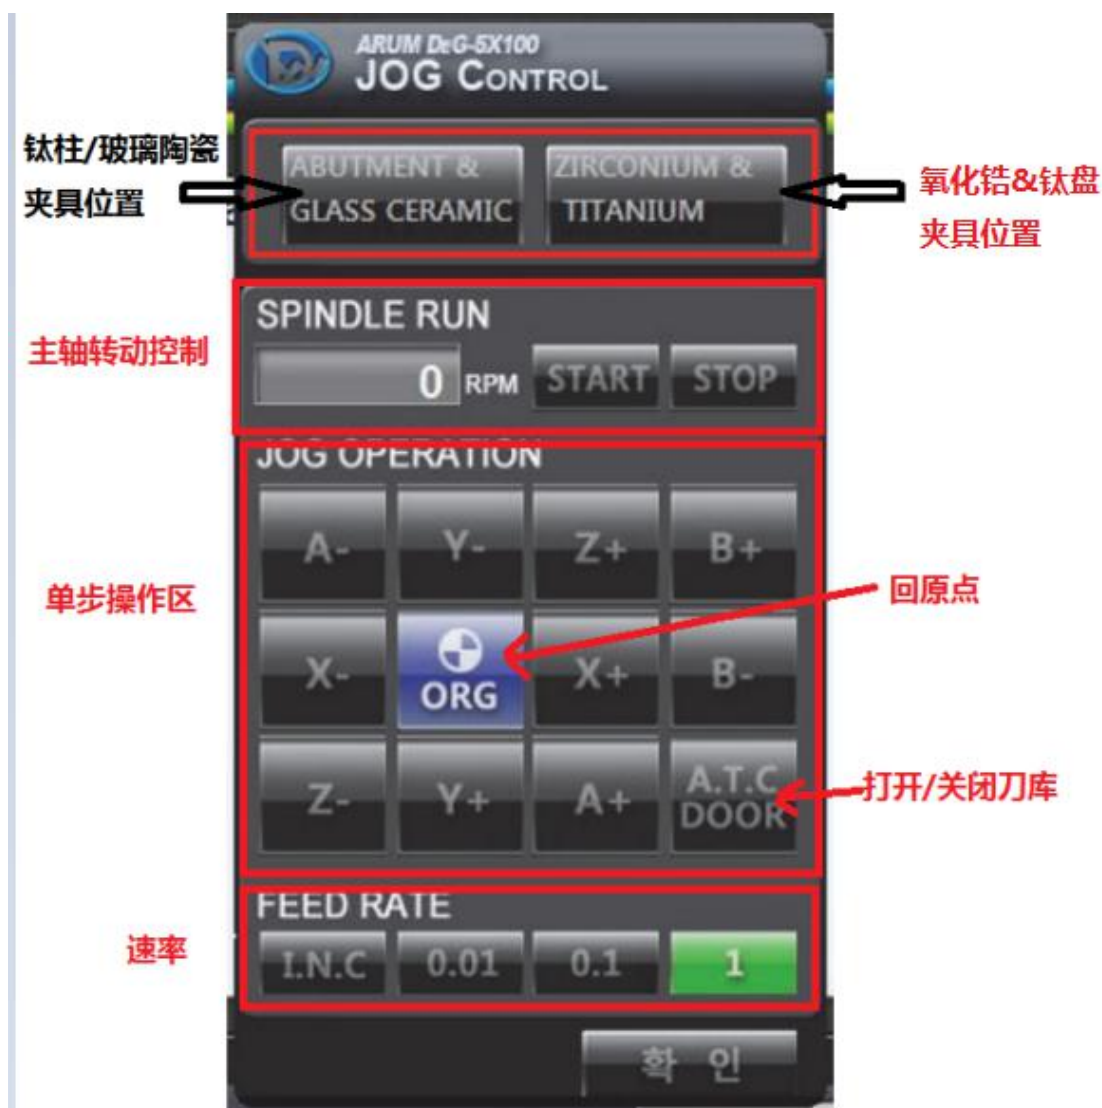 ARUM DEG-5X100
JOG CONTROL
钛柱/玻璃陶瓷
夹具位置
ABUTMENT &
GLASS CERAMIC
ZIRCONIUM &
TITANIUM
氧化锆&钛盘
夹具位置
SPINDLE RUN
主轴转动控制
0 RPM START STOP
JOG OPERATION
A- Y- Z+ B+
单步操作区
回原点
X- ORG X+ B-
Z- Y+ A+ A.T.C DOOR
打开/关闭刀库
FEED RATE
速率
I.N.C 0.01 0.1 1
확 인